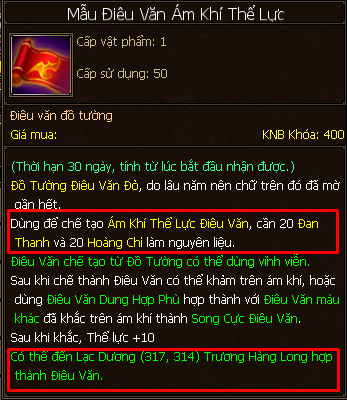 Mẫu Điêu Văn Ám Khí Thể Lực
Cấp vật phẩm: 1
Cấp sử dụng: 50
Điêu văn đồ tường
Giá mua: KNB Khóa: 400
(Thời hạn 30 ngày, tính từ lúc bắt đầu nhận được.)
Đồ Tường Điêu Văn Đỏ, do lâu năm nên chữ trên đó đã mờ
gần hết.
Dùng để chế tạo Ám Khí Thể Lực Điêu Văn, cần 20 Đan
Thanh và 20 Hoàng Chỉ làm nguyên liệu.
Điêu Văn chế tạo từ Đồ Tường có thể dùng vĩnh viễn.
Sau khi chế thành Điêu Văn có thể khảm trên ám khí, hoặc
dùng Điêu Văn Dung Hợp Phù hợp thành với Điêu Văn màu
khác đã khắc trên ám khí thành Song Cực Điêu Văn.
Sau khi khắc, Thể lực +10
Có thể đến Lạc Dương (317, 314) Trương Hàng Long hợp
thành Điêu Văn.